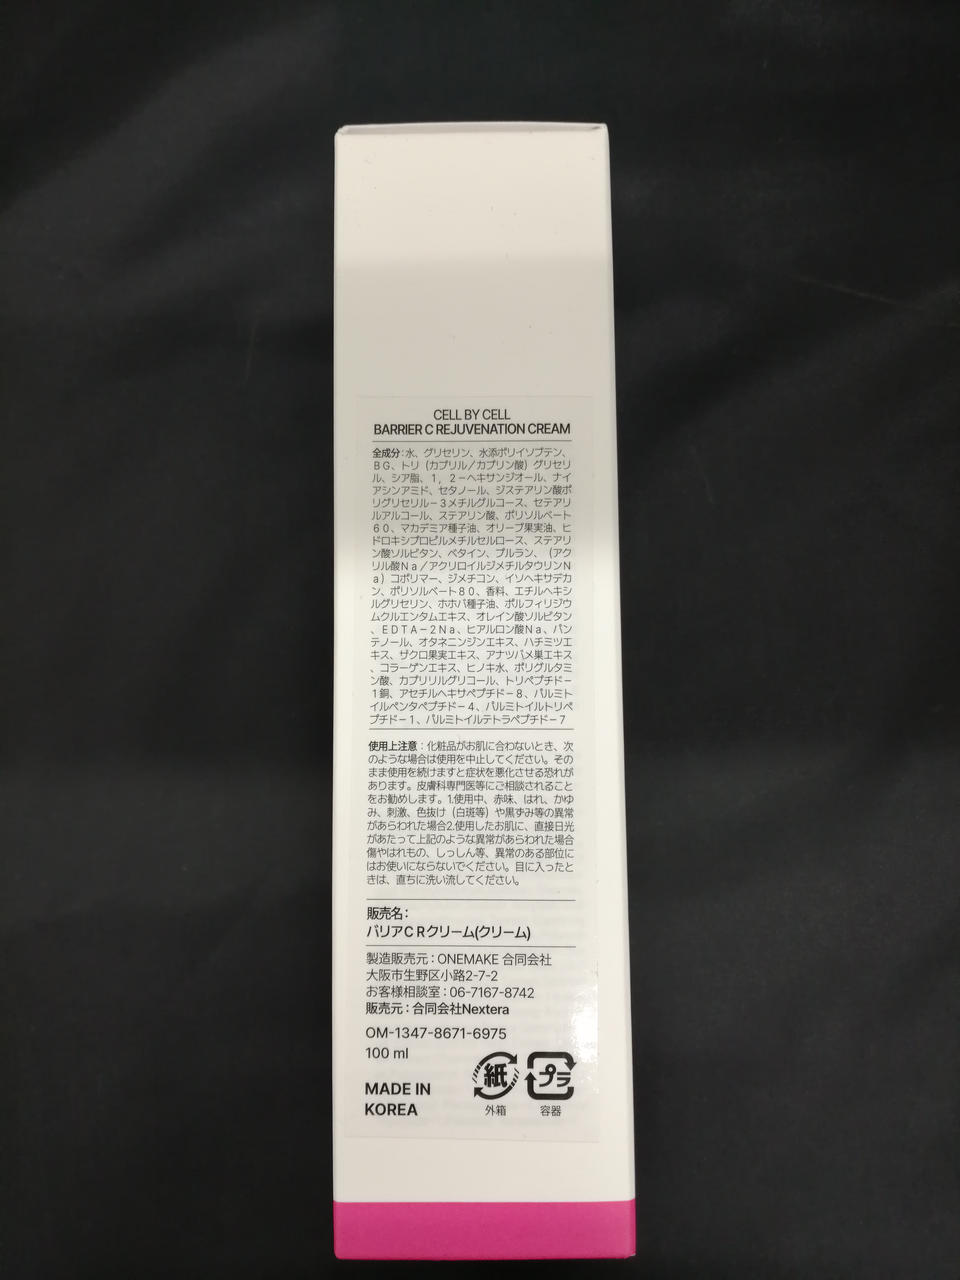 CELL BY CELL
BARRIER C REJUVENATION CREAM
全成分：水、グリセリン、水添ポリイソブテン、
BG、トリ（カプリル／カプリン酸）グリセリ
ル、シア脂、１，２－ヘキサンジオール、ナイ
アシンアミド、セタノール、ジステアリン酸ポ
リグリセリル－３メチルグルコース、セテアリ
ルアルコール、ステアリン酸、ポリソルベート
６０、マカデミア種子油、オリーブ果実油、ヒ
ドロキシプロピルメチルセルロース、ステアリ
ン酸ソルビタン、ベタイン、プルラン、（アク
リル酸Ｎａ／アクリロイルジメチルタウリンＮ
ａ）コポリマー、ジメチコン、イソヘキサデカ
ン、ポリソルベート８０、香料、エチルヘキシ
ルグリセリン、ホホバ種子油、ポルフィリジウ
ムクルエンタムエキス、オレイン酸ソルビタン
、ＥＤＴＡ－２Ｎａ、ヒアルロン酸Ｎａ、パン
テノール、オタネニンジンエキス、ハチミツエ
キス、ザクロ果実エキス、アナツバメ巣エキス
、コラーゲンエキス、ヒノキ水、ポリグルタミ
ン酸、カプリリルグリコール、トリペプチド－
１銅、アセチルヘキサペプチド－８、パルミト
イルペンタペプチド－４、パルミトイルトリペ
プチド－１、パルミトイルテトラペプチド－７
使用上注意：化粧品がお肌に合わないとき、次
のような場合は使用を中止してください。その
まま使用を続けますと症状を悪化させる恐れが
あります。皮膚科専門医等にご相談されること
をお勧めします。1.使用中、赤味、はれ、かゆ
み、刺激、色抜け（白斑等）や黒ずみ等の異常
があらわれた場合2.使用したお肌に、直接日光
があたって上記のような異常があらわれた場合
傷やはれもの、しっしん等、異常のある部位に
はお使いにならないでください。目に入ったと
きは、直ちに洗い流してください。
販売名：
バリアＣＲクリーム(クリーム)
製造販売元：ONEMAKE 合同会社
大阪市生野区小路2-7-2
お客様相談室：06-7167-8742
販売元：合同会社Nextera
OM-1347-8671-6975
100 ml
MADE IN
KOREA
紙 プラ
外箱 容器